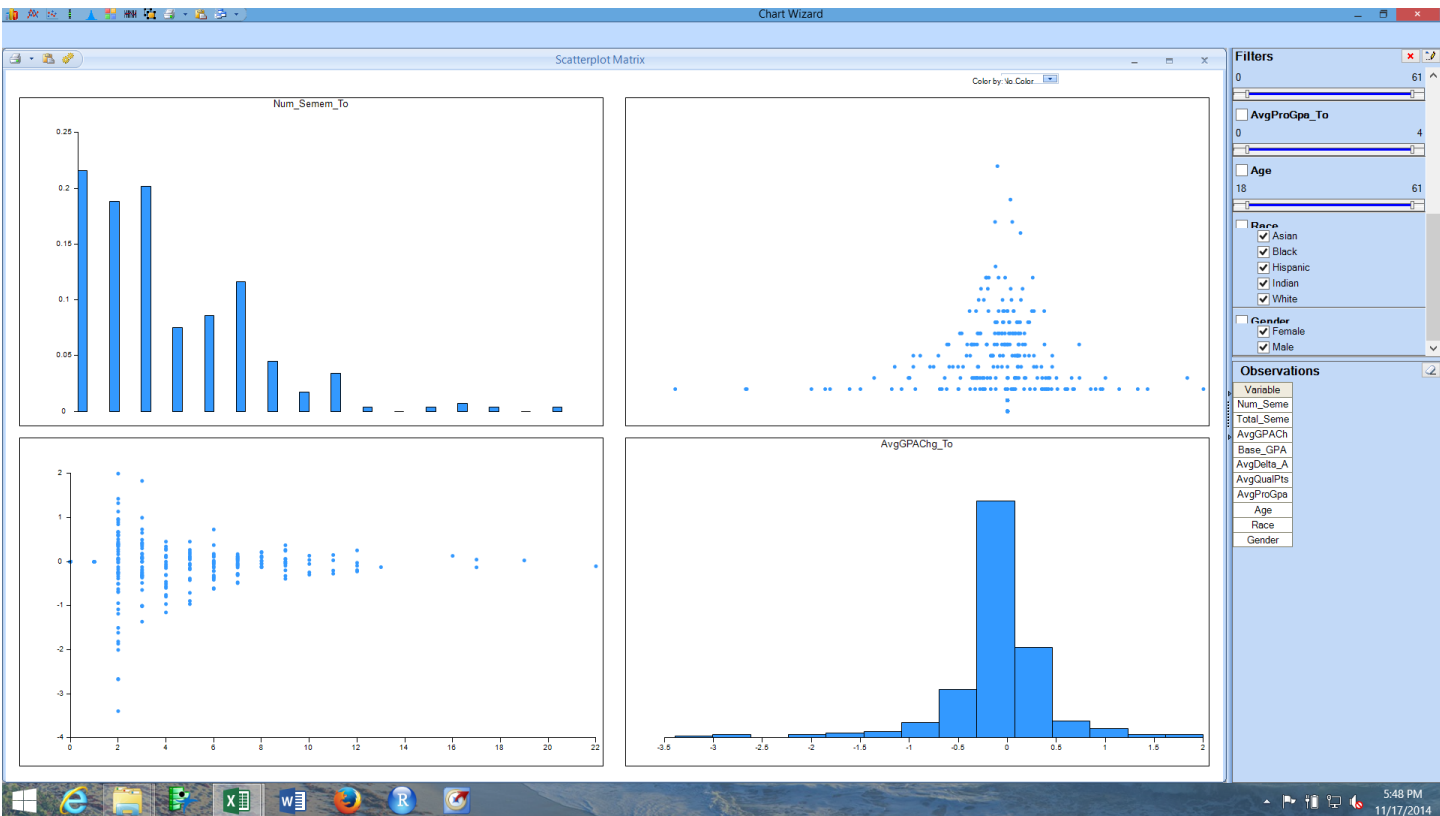 Chart Wizard
Scatterplot Matrix
Color by: No Color
Num_Semem_To
0.25
0.2
0.15
0.1
0.05
0
2
1
0
-1
-2
-3
-4
0 2 4 6 8 10 12 14 16 18 20 22
AvgGPAChg_To
-3.5 -3 -2.5 -2 -1.5 -1 -0.5 0 0.5 1 1.5 2
Filters
0 61
AvgProGpa_To
0 4
Age
18 61
Race
Asian
Black
Hispanic
Indian
White
Gender
Female
Male
Observations
Variable
Num_Seme
Total_Seme
AvgGPACh
Base_GPA
AvgDelta_A
AvgQualPts
AvgProGpa
Age
Race
Gender
5:48 PM
11/17/2014